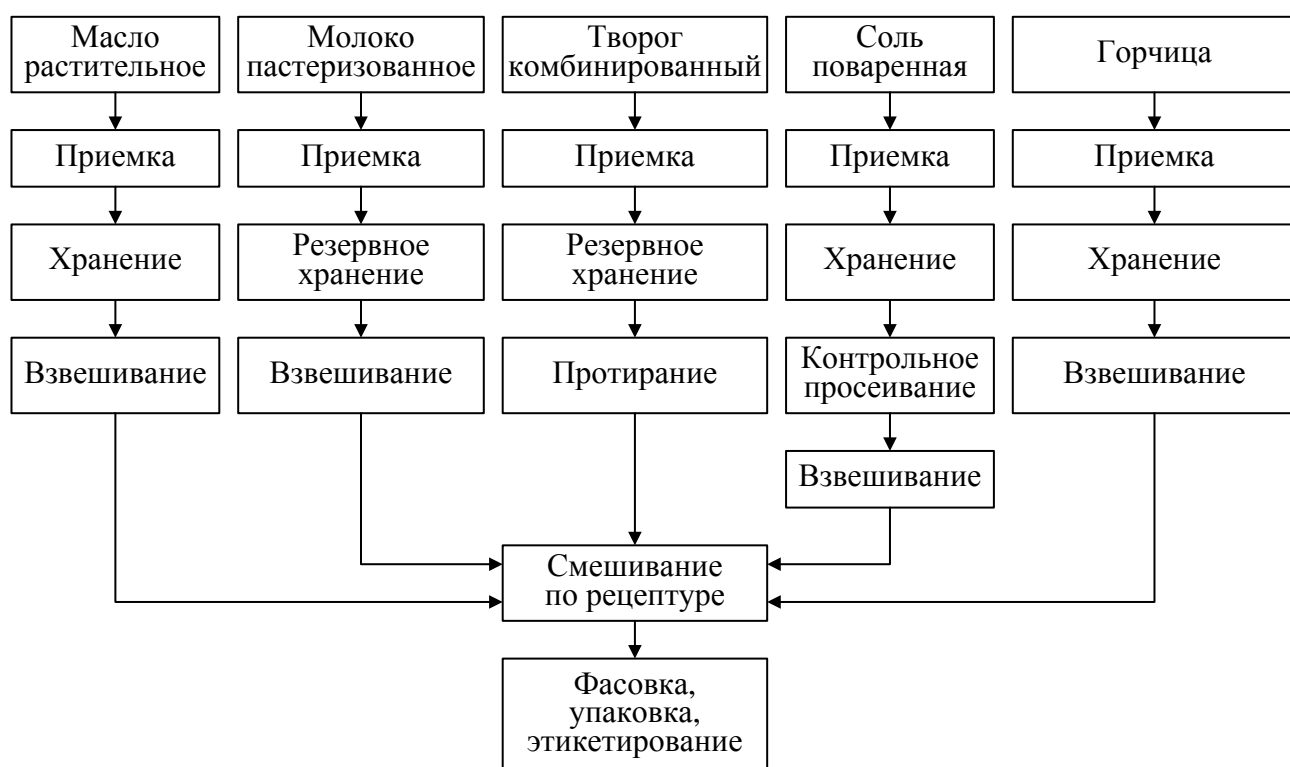 Масло
растительное
Молоко
пастеризованное
Творог
комбинированный
Соль
поваренная
Горчица
Приемка
Приемка
Приемка
Приемка
Приемка
Хранение
Резервное
хранение
Резервное
хранение
Хранение
Хранение
Взвешивание
Взвешивание
Протирание
Контрольное
просеивание
Взвешивание
Взвешивание
Смешивание
по рецептуре
Фасовка,
упаковка,
этикетирование